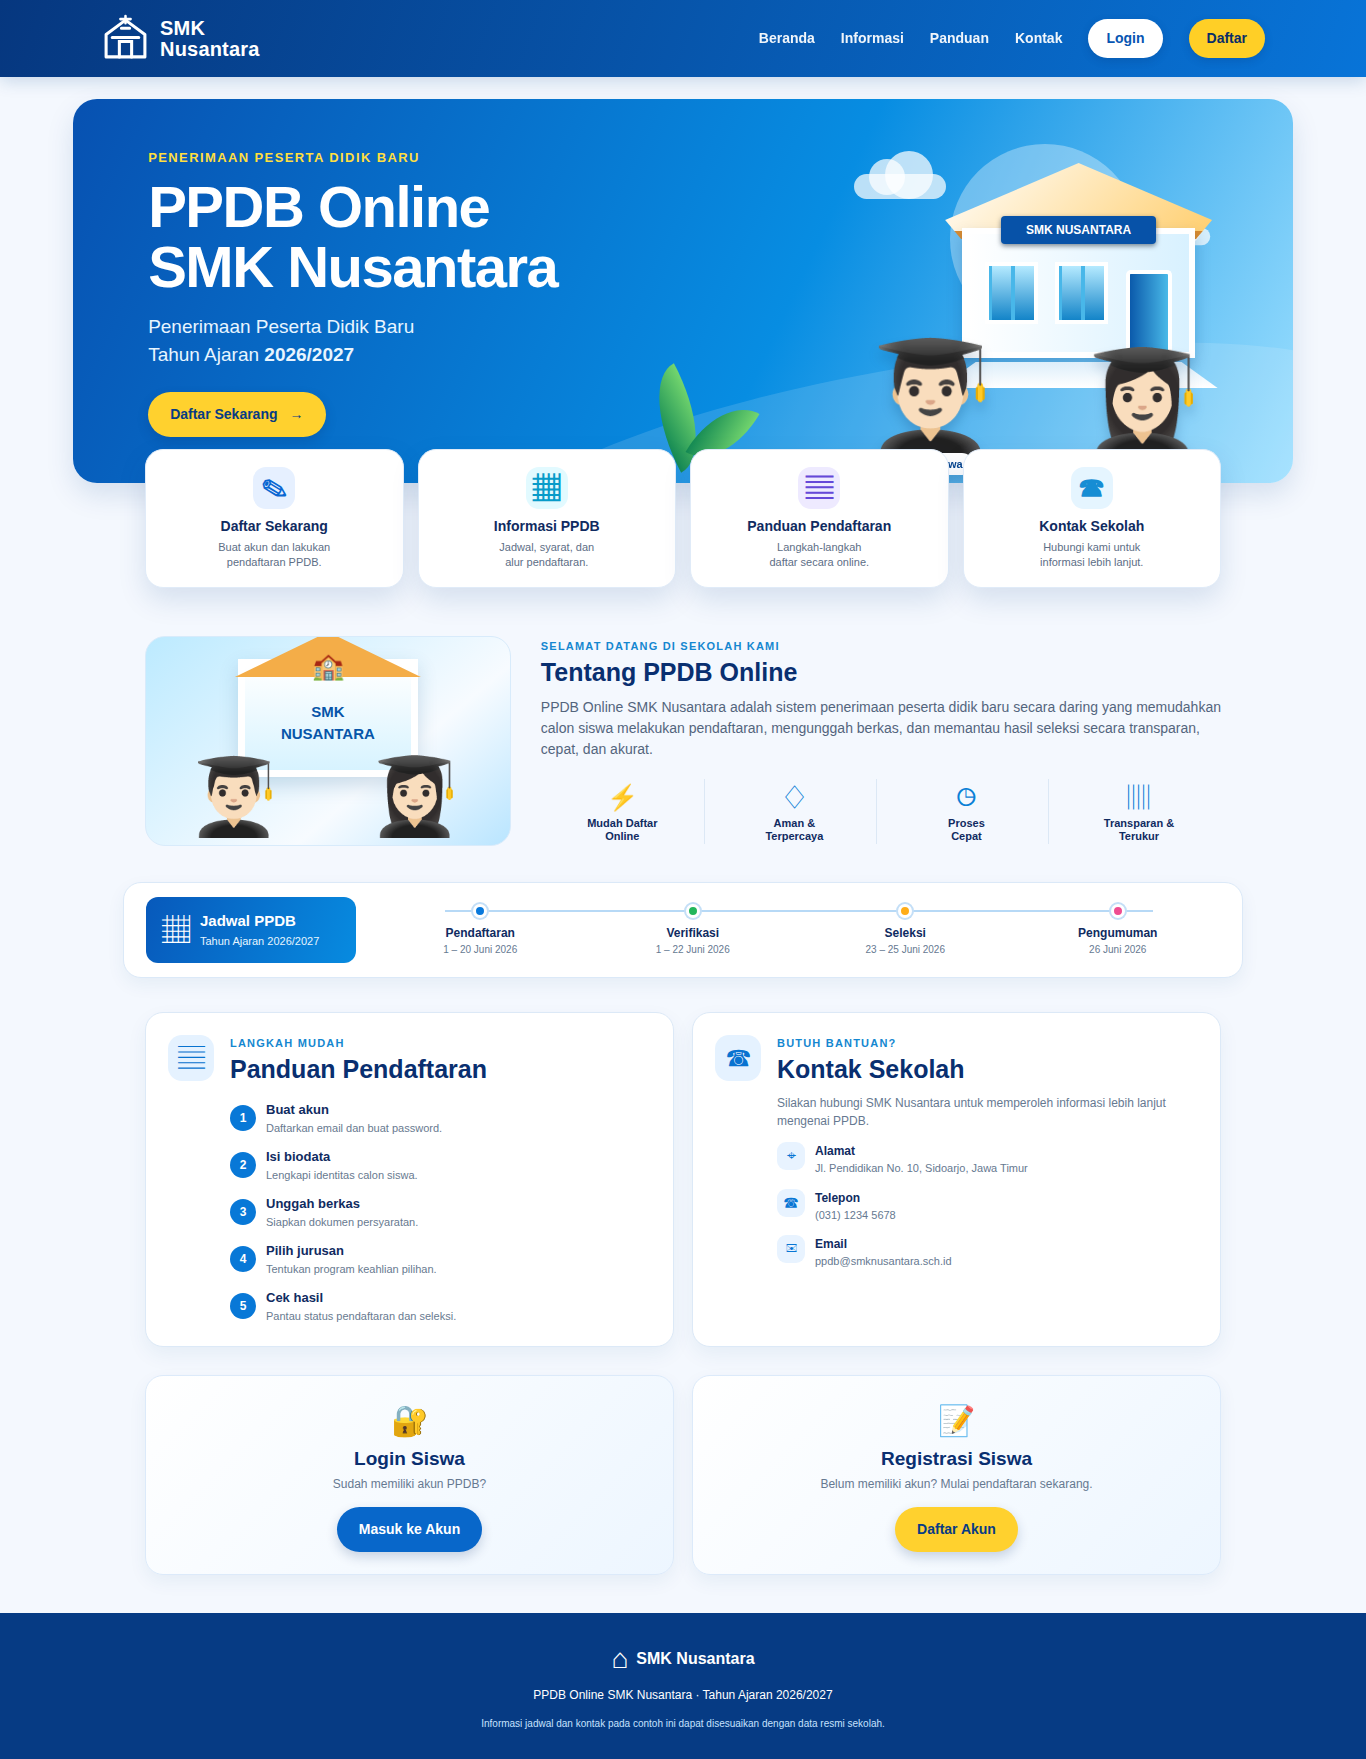 SMK
Nusantara
Beranda
Informasi
Panduan
Kontak
Login
Daftar
PENERIMAAN PESERTA DIDIK BARU
PPDB Online
SMK Nusantara
Penerimaan Peserta Didik Baru
Tahun Ajaran 2026/2027
Daftar Sekarang →
SMK NUSANTARA
Daftar Sekarang
Buat akun dan lakukan
pendaftaran PPDB.
Informasi PPDB
Jadwal, syarat, dan
alur pendaftaran.
Panduan Pendaftaran
Langkah-langkah
daftar secara online.
Kontak Sekolah
Hubungi kami untuk
informasi lebih lanjut.
SMK
NUSANTARA
SELAMAT DATANG DI SEKOLAH KAMI
Tentang PPDB Online
PPDB Online SMK Nusantara adalah sistem penerimaan peserta didik baru secara daring yang memudahkan
calon siswa melakukan pendaftaran, mengunggah berkas, dan memantau hasil seleksi secara transparan,
cepat, dan akurat.
Mudah Daftar
Online
Aman &
Terpercaya
Proses
Cepat
Transparan &
Terukur
Jadwal PPDB
Tahun Ajaran 2026/2027
Pendaftaran
1 – 20 Juni 2026
Verifikasi
1 – 22 Juni 2026
Seleksi
23 – 25 Juni 2026
Pengumuman
26 Juni 2026
LANGKAH MUDAH
Panduan Pendaftaran
1 Buat akun
Daftarkan email dan buat password.
2 Isi biodata
Lengkapi identitas calon siswa.
3 Unggah berkas
Siapkan dokumen persyaratan.
4 Pilih jurusan
Tentukan program keahlian pilihan.
5 Cek hasil
Pantau status pendaftaran dan seleksi.
BUTUH BANTUAN?
Kontak Sekolah
Silakan hubungi SMK Nusantara untuk memperoleh informasi lebih lanjut
mengenai PPDB.
Alamat
Jl. Pendidikan No. 10, Sidoarjo, Jawa Timur
Telepon
(031) 1234 5678
Email
ppdb@smknusantara.sch.id
Login Siswa
Sudah memiliki akun PPDB?
Masuk ke Akun
Registrasi Siswa
Belum memiliki akun? Mulai pendaftaran sekarang.
Daftar Akun
SMK Nusantara
PPDB Online SMK Nusantara · Tahun Ajaran 2026/2027
Informasi jadwal dan kontak pada contoh ini dapat disesuaikan dengan data resmi sekolah.